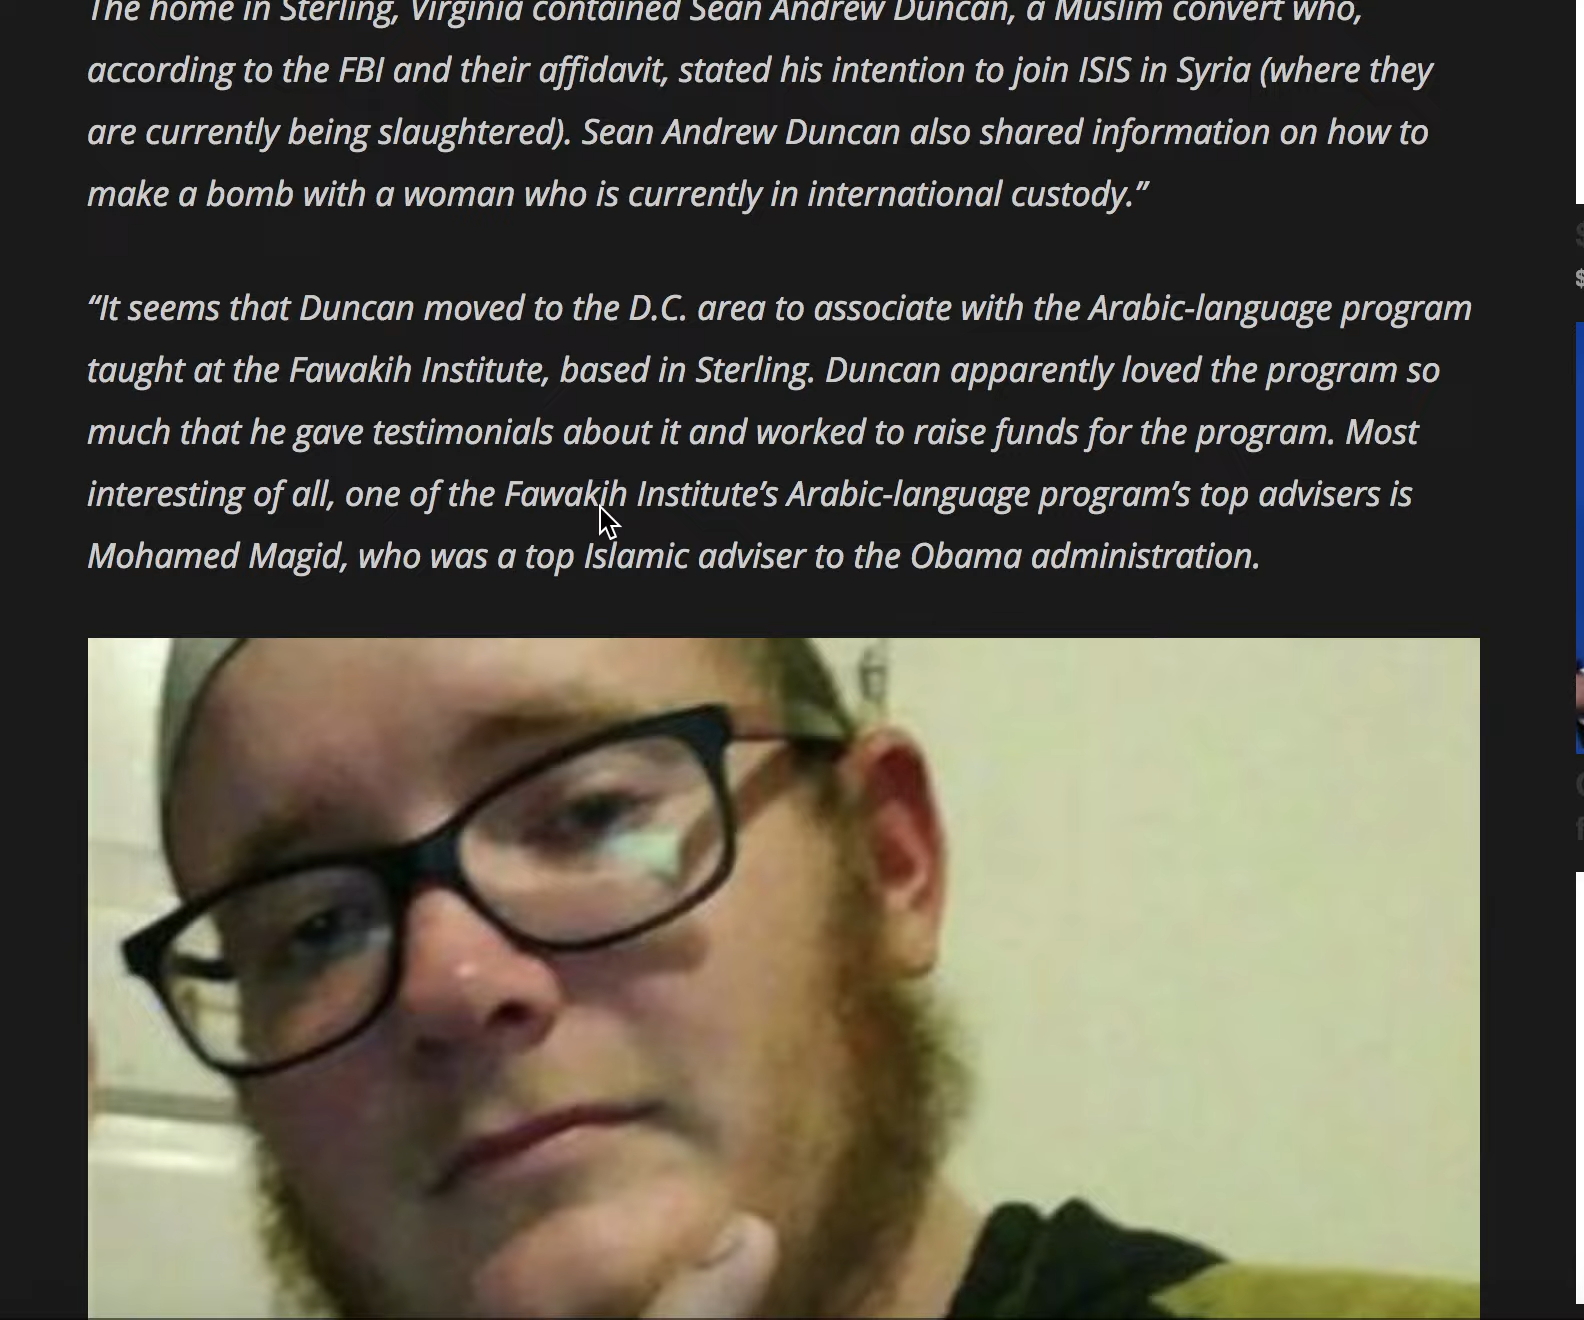 The home in Sterling, Virginia contained Sean Andrew Duncan, a Muslim convert who,
according to the FBI and their affidavit, stated his intention to join ISIS in Syria (where they
are currently being slaughtered). Sean Andrew Duncan also shared information on how to
make a bomb with a woman who is currently in international custody.”
“It seems that Duncan moved to the D.C. area to associate with the Arabic-language program
taught at the Fawakih Institute, based in Sterling. Duncan apparently loved the program so
much that he gave testimonials about it and worked to raise funds for the program. Most
interesting of all, one of the Fawakih Institute’s Arabic-language program’s top advisers is
Mohamed Magid, who was a top Islamic adviser to the Obama administration.